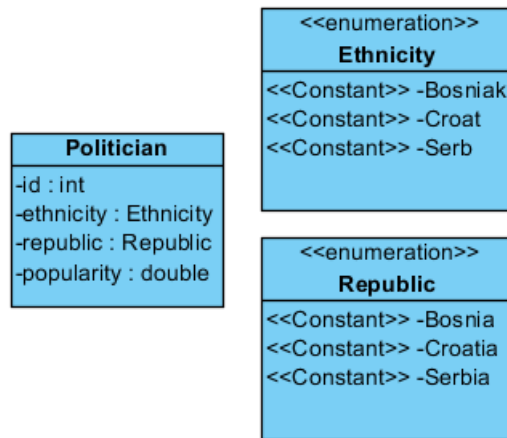 Politician
-id : int
-ethnicity : Ethnicity
-republic : Republic
-popularity : double
<<enumeration>>
Ethnicity
<<Constant>> -Bosniak
<<Constant>> -Croat
<<Constant>> -Serb
<<enumeration>>
Republic
<<Constant>> -Bosnia
<<Constant>> -Croatia
<<Constant>> -Serbia